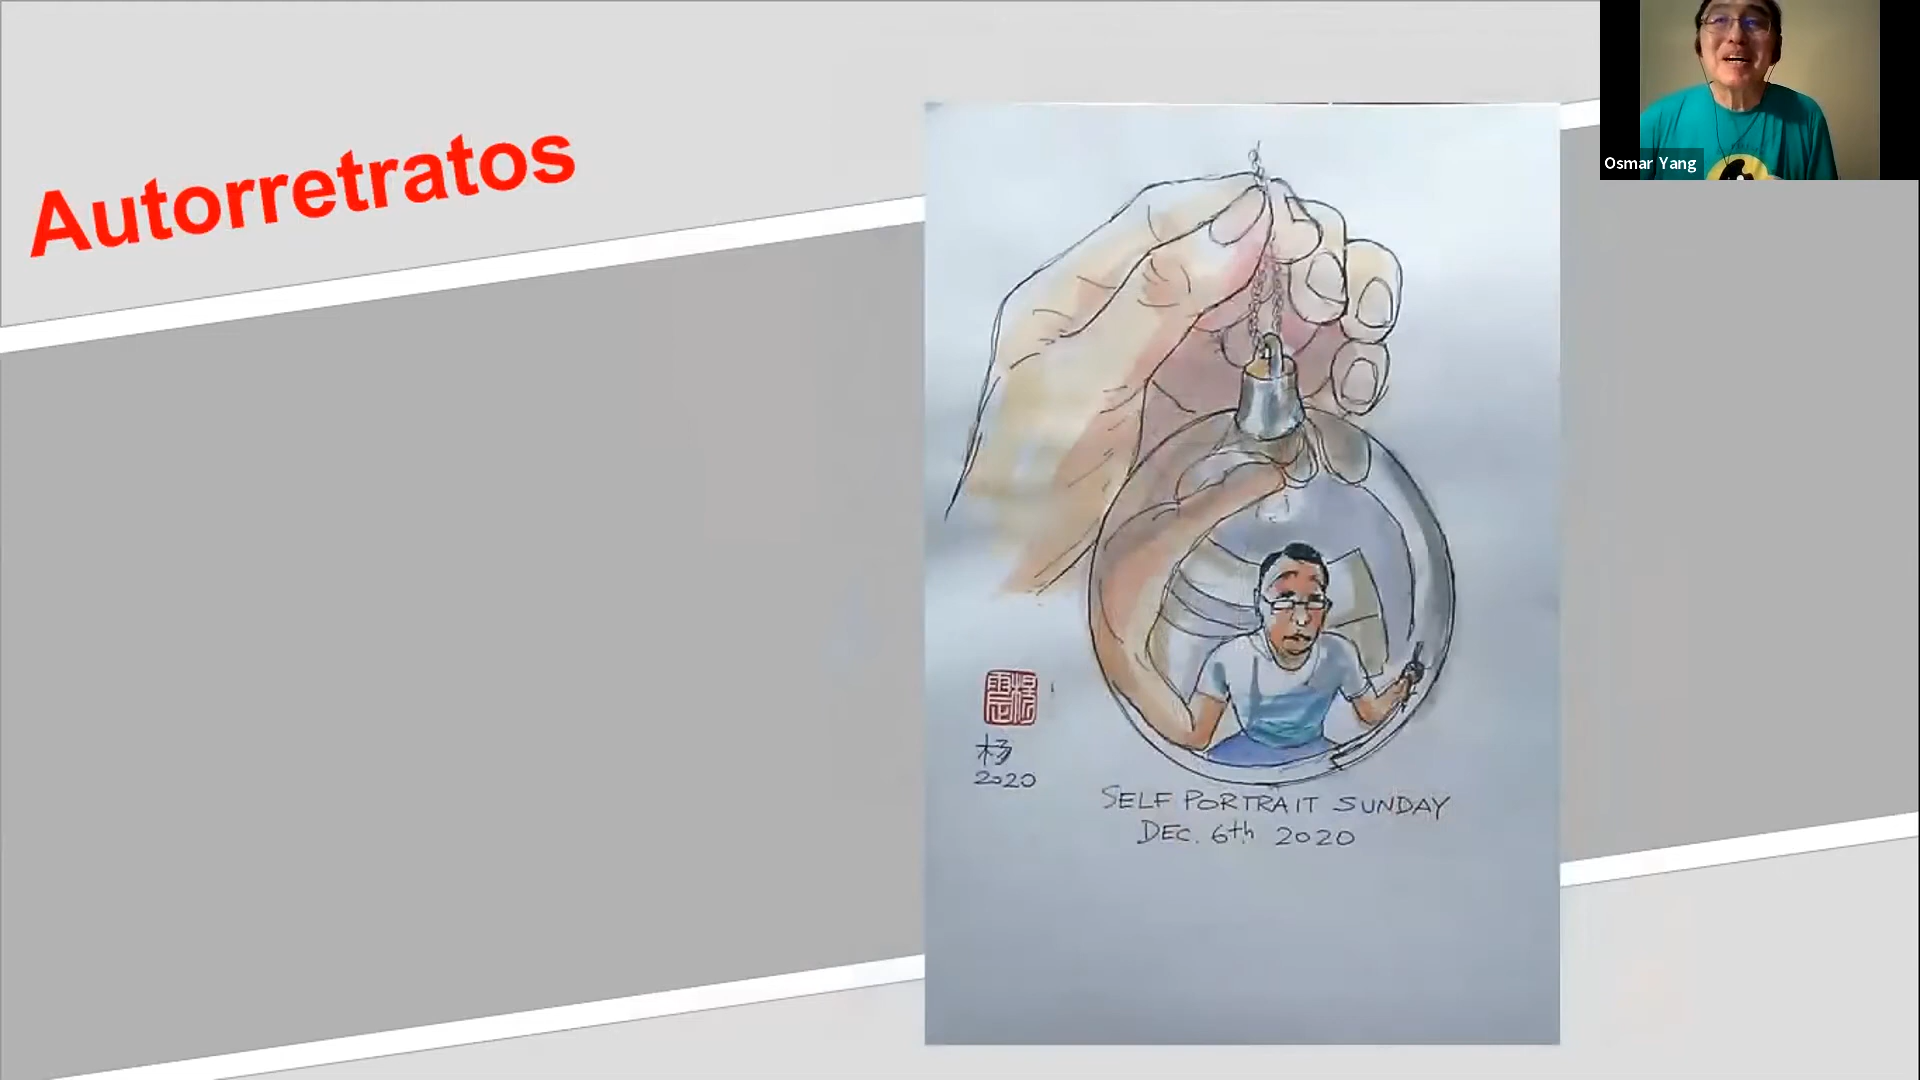 Autorretratos
Osmar Yang
杨
2020
SELF PORTRAIT SUNDAY
DEC. 6th 2020